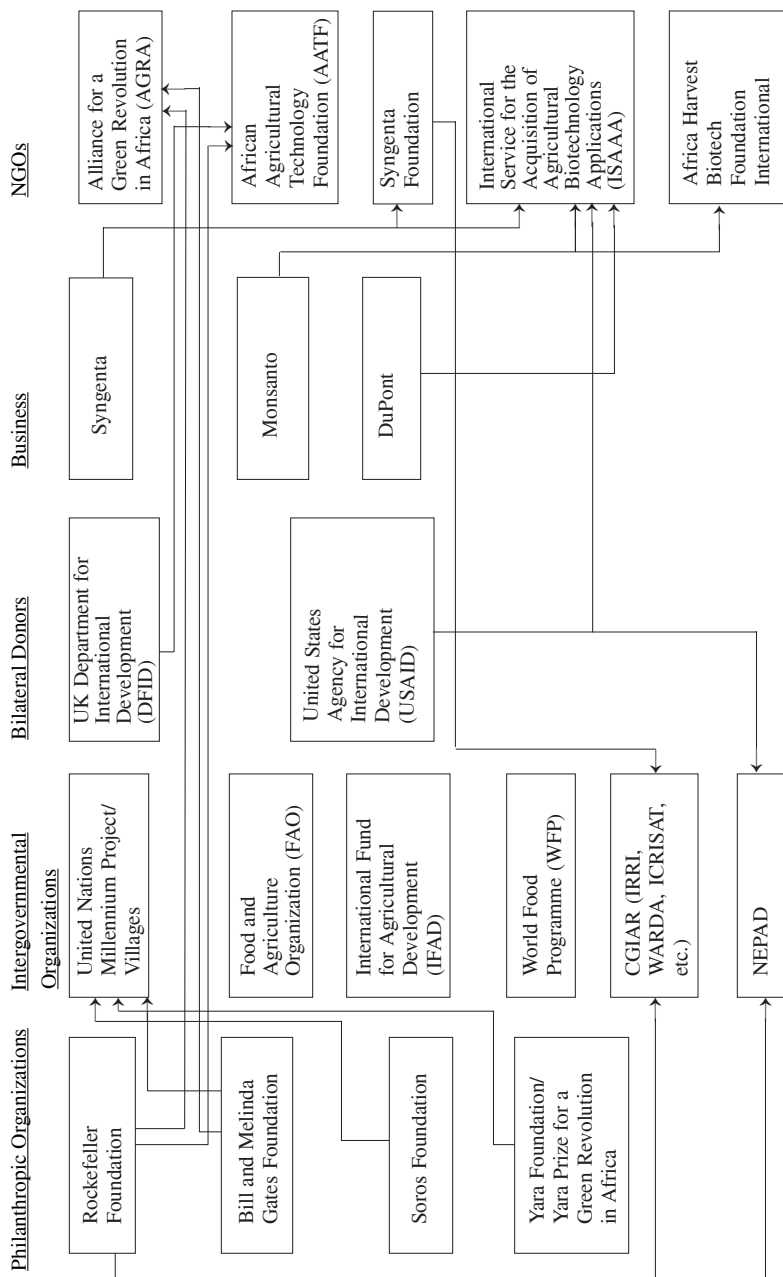 Philanthropic Organizations
Rockefeller
Foundation
Bill and Melinda
Gates Foundation
Soros Foundation
Yara Foundation/
Yara Prize for a
Green Revolution
in Africa
Intergovernmental
Organizations
United Nations
Millennium Project/
Villages
Food and
Agriculture
Organization (FAO)
International Fund
for Agricultural
Development
(IFAD)
World Food
Programme (WFP)
CGIAR (IRRI,
WARDA, ICRISAT,
etc.)
NEPAD
Bilateral Donors
UK Department for
International
Development
(DFID)
United States
Agency for
International
Development
(USAID)
Business
Syngenta
Monsanto
DuPont
NGOs
Alliance for a
Green Revolution
in Africa (AGRA)
African
Agricultural
Technology
Foundation (AATF)
Syngenta
Foundation
International
Service for the
Acquisition of
Agricultural
Biotechnology
Applications
(ISAAA)
Africa Harvest
Biotech
Foundation
International